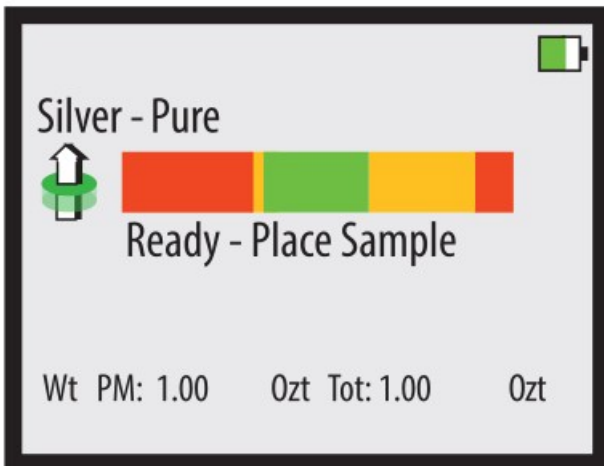 Silver - Pure
Ready - Place Sample
Wt PM: 1.00 Ozt Tot: 1.00 Ozt